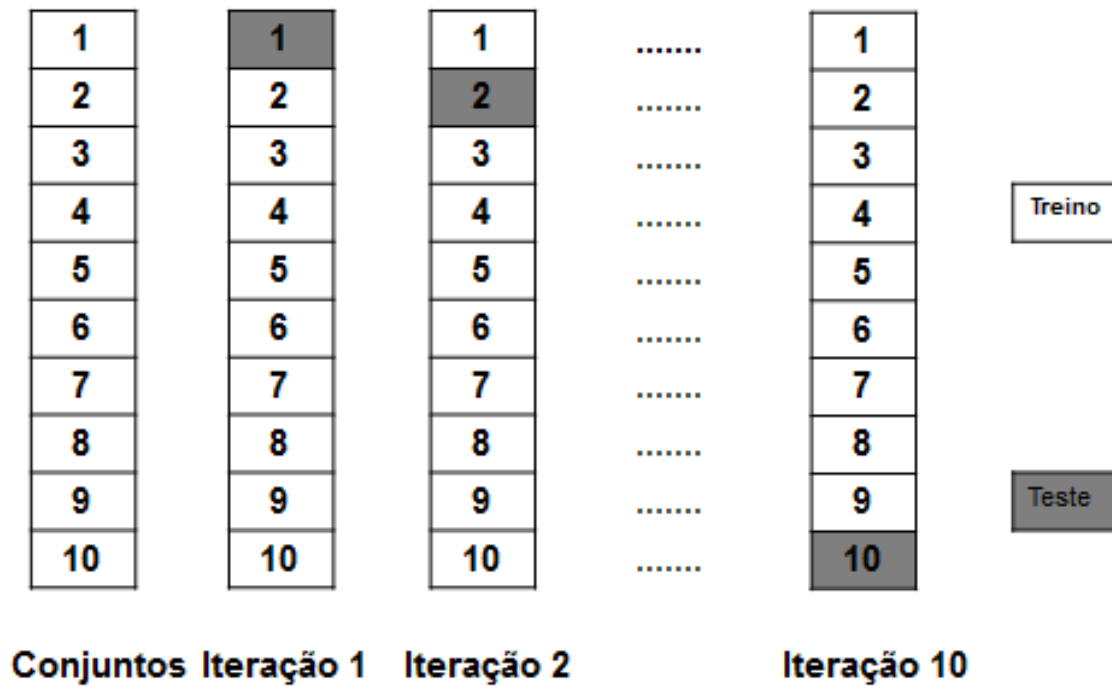 1 1 1 ....... 1
2 2 2 ....... 2
3 3 3 ....... 3
4 4 4 ....... 4 Treino
5 5 5 ....... 5
6 6 6 ....... 6
7 7 7 ....... 7
8 8 8 ....... 8
9 9 9 ....... 9 Teste
10 10 10 ....... 10
Conjuntos Iteração 1 Iteração 2 Iteração 10